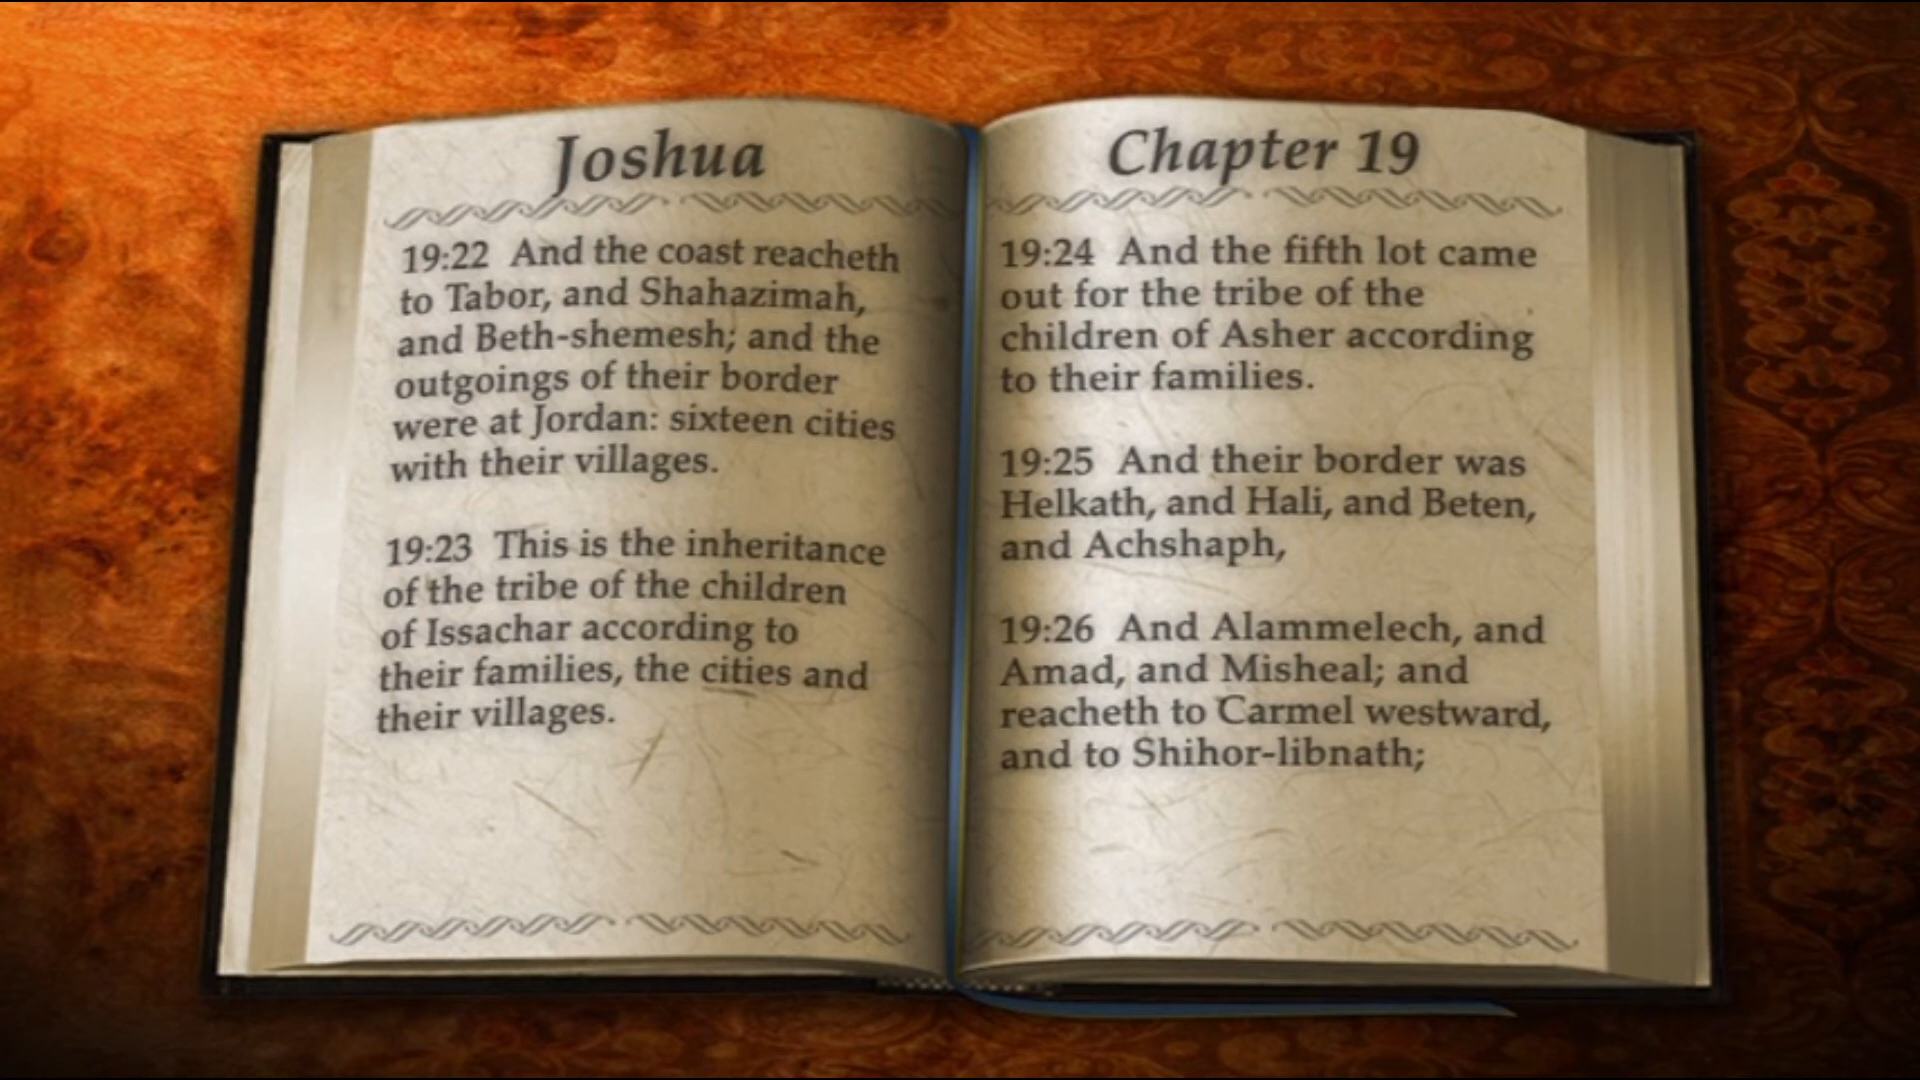 Joshua
19:22 And the coast reacheth
to Tabor, and Shahazimah,
and Beth-shemesh; and the
outgoings of their border
were at Jordan: sixteen cities
with their villages.
19:23 This is the inheritance
of the tribe of the children
of Issachar according to
their families, the cities and
their villages.
Chapter 19
19:24 And the fifth lot came
out for the tribe of the
children of Asher according
to their families.
19:25 And their border was
Helkath, and Hali, and Beten,
and Achshaph,
19:26 And Alammelech, and
Amad, and Misheal; and
reacheth to Carmel westward,
and to Shihor-libnath;